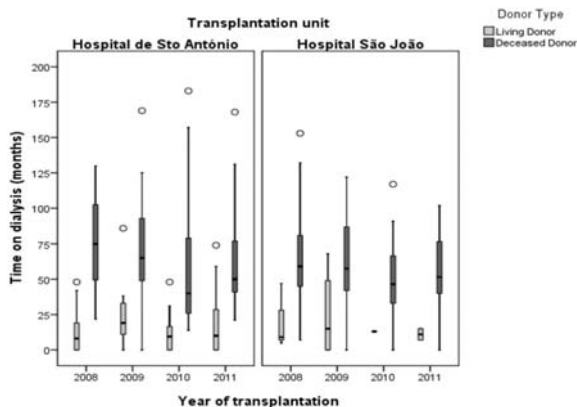 Transplantation unit
Donor Type
Hospital de Sto António
Hospital São João
Living Donor
Deceased Donor
Time on dialysis (months)
200
175
150
125
100
75
50
25
0
2008 2009 2010 2011 2008 2009 2010 2011
Year of transplantation